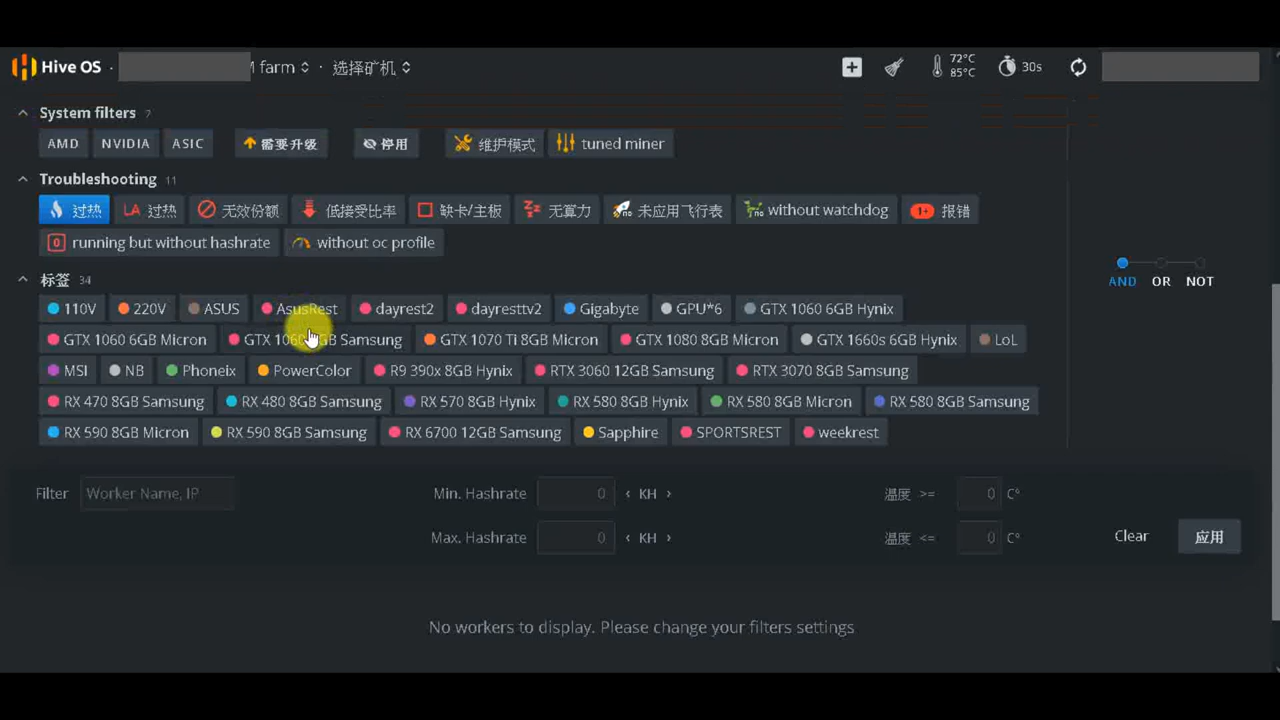 Hive OS · farm · 选择矿机 72°C 85°C 30s
System filters 7
AMD NVIDIA ASIC 需要升级 停用 维护模式 tuned miner
Troubleshooting 11
过热 LA 过热 无效份额 低接受比率 缺卡/主板 无算力 未应用飞行表 no without watchdog 1+ 报错
0 running but without hashrate without oc profile
标签 34
110V 220V ASUS AsusRest dayrest2 dayresttv2 Gigabyte GPU*6 GTX 1060 6GB Hynix
GTX 1060 6GB Micron GTX 1060 6GB Samsung GTX 1070 Ti 8GB Micron GTX 1080 8GB Micron GTX 1660s 6GB Hynix LoL
MSI NB Phoneix PowerColor R9 390x 8GB Hynix RTX 3060 12GB Samsung RTX 3070 8GB Samsung
RX 470 8GB Samsung RX 480 8GB Samsung RX 570 8GB Hynix RX 580 8GB Hynix RX 580 8GB Micron RX 580 8GB Samsung
RX 590 8GB Micron RX 590 8GB Samsung RX 6700 12GB Samsung Sapphire SPORTSREST weekrest
AND OR NOT
Filter Worker Name, IP Min. Hashrate 0 ‹ KH › 温度 >= 0 C°
Max. Hashrate 0 ‹ KH › 温度 <= 0 C°
Clear 应用
No workers to display. Please change your filters settings